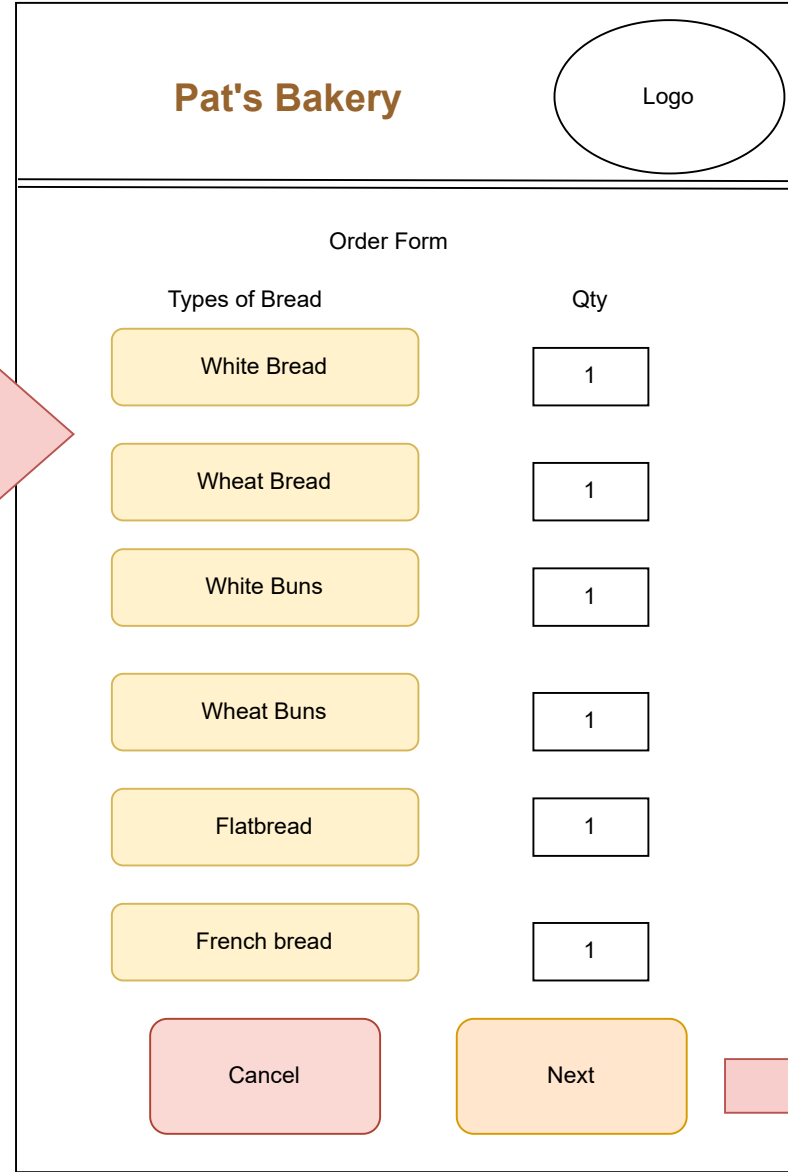 Pat's Bakery
Logo
Order Form
Types of Bread
Qty
White Bread
1
Wheat Bread
1
White Buns
1
Wheat Buns
1
Flatbread
1
French bread
1
Cancel
Next